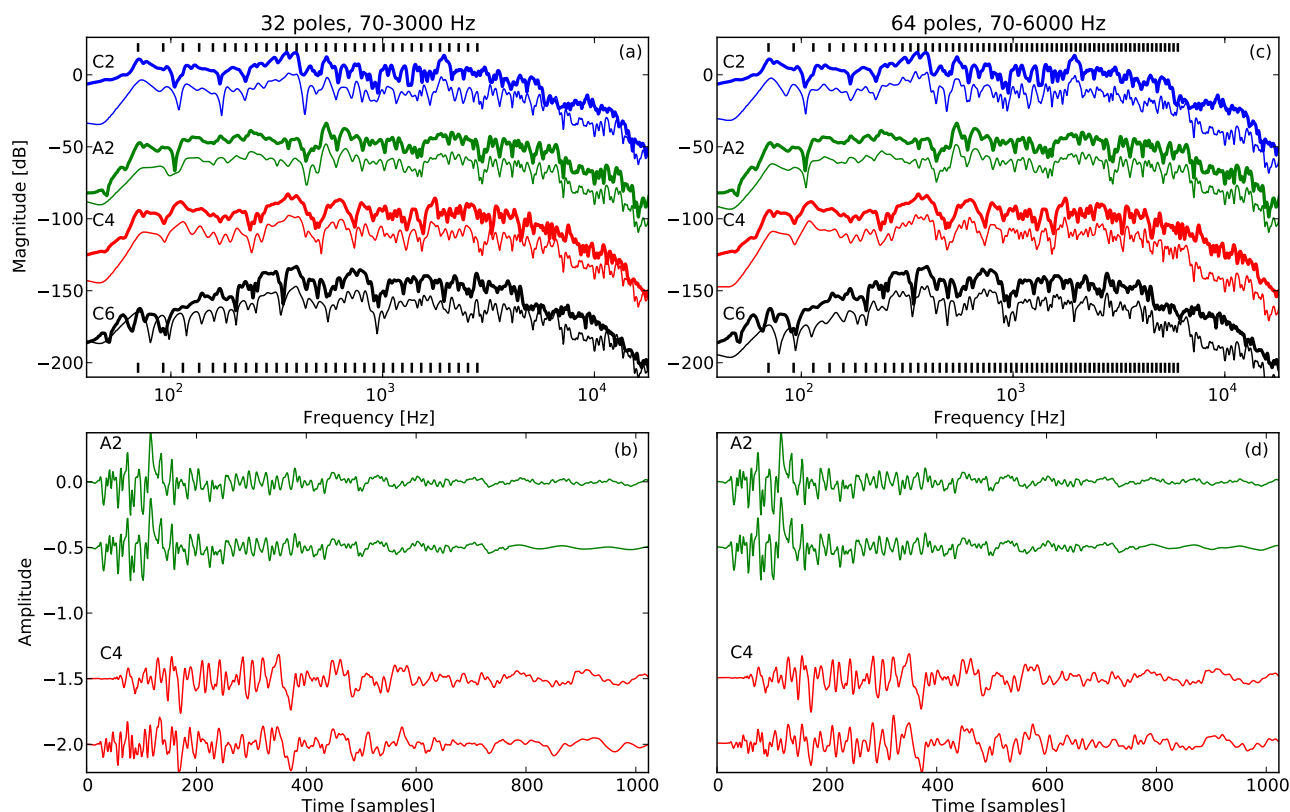 32 poles, 70-3000 Hz
(a)
C2
A2
C4
C6
0
−50
−100
−150
−200
Magnitude [dB]
10²
10³
10⁴
Frequency [Hz]
64 poles, 70-6000 Hz
(c)
C2
A2
C4
C6
0
−50
−100
−150
−200
10²
10³
10⁴
Frequency [Hz]
A2
(b)
C4
0.0
−0.5
−1.0
−1.5
−2.0
Amplitude
0
200
400
600
800
1000
Time [samples]
A2
(d)
C4
0
200
400
600
800
1000
Time [samples]